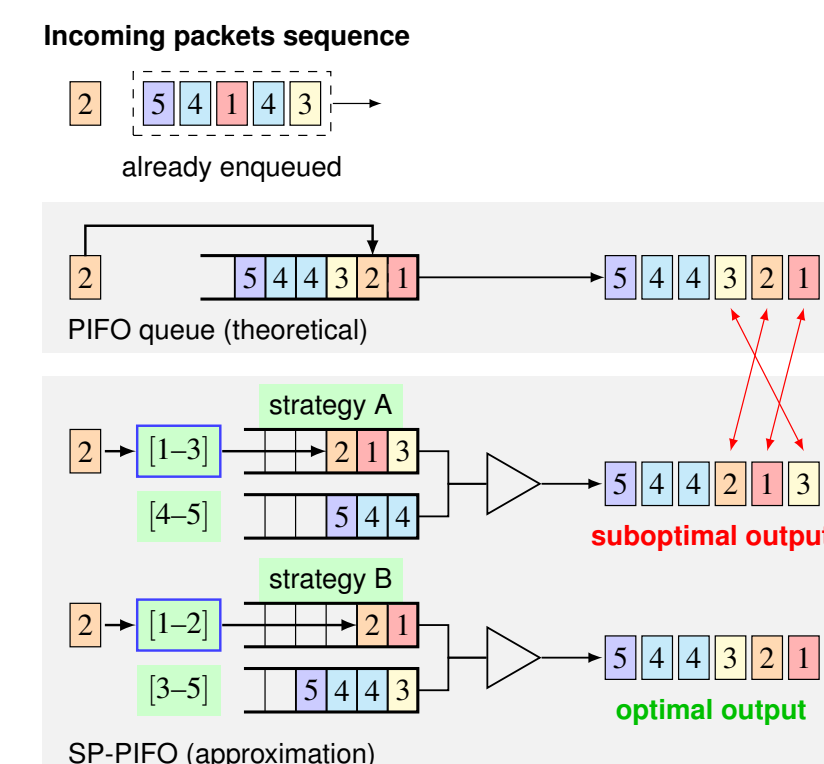 Incoming packets sequence
2 5 4 1 4 3
already enqueued
2 5 4 4 3 2 1 5 4 4 3 2 1
PIFO queue (theoretical)
strategy A
2 [1–3] 2 1 3
5 4 4 2 1 3
[4–5] 5 4 4
suboptimal output
strategy B
2 [1–2] 2 1
5 4 4 3 2 1
[3–5] 5 4 4 3
optimal output
SP-PIFO (approximation)